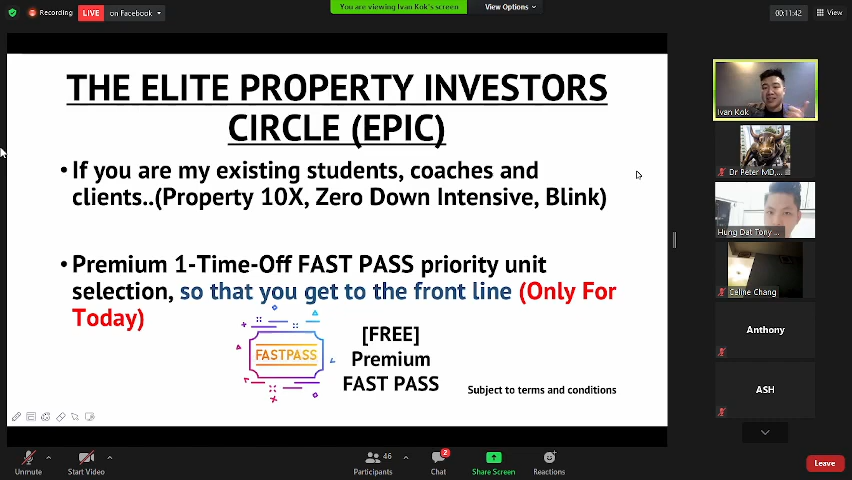 Recording
LIVE
on Facebook
You are viewing Ivan Kok's screen
View Options
00:11:42
View
THE ELITE PROPERTY INVESTORS
CIRCLE (EPIC)
• If you are my existing students, coaches and
clients..(Property 10X, Zero Down Intensive, Blink)
• Premium 1-Time-Off FAST PASS priority unit
selection, so that you get to the front line (Only For
Today)
FASTPASS
[FREE]
Premium
FAST PASS
Subject to terms and conditions
Ivan Kok
Dr Peter MD,...
Hung Dat Tony ...
Celine Chang
Anthony
ASH
Unmute
Start Video
46
Participants
2
Chat
Share Screen
Reactions
Leave